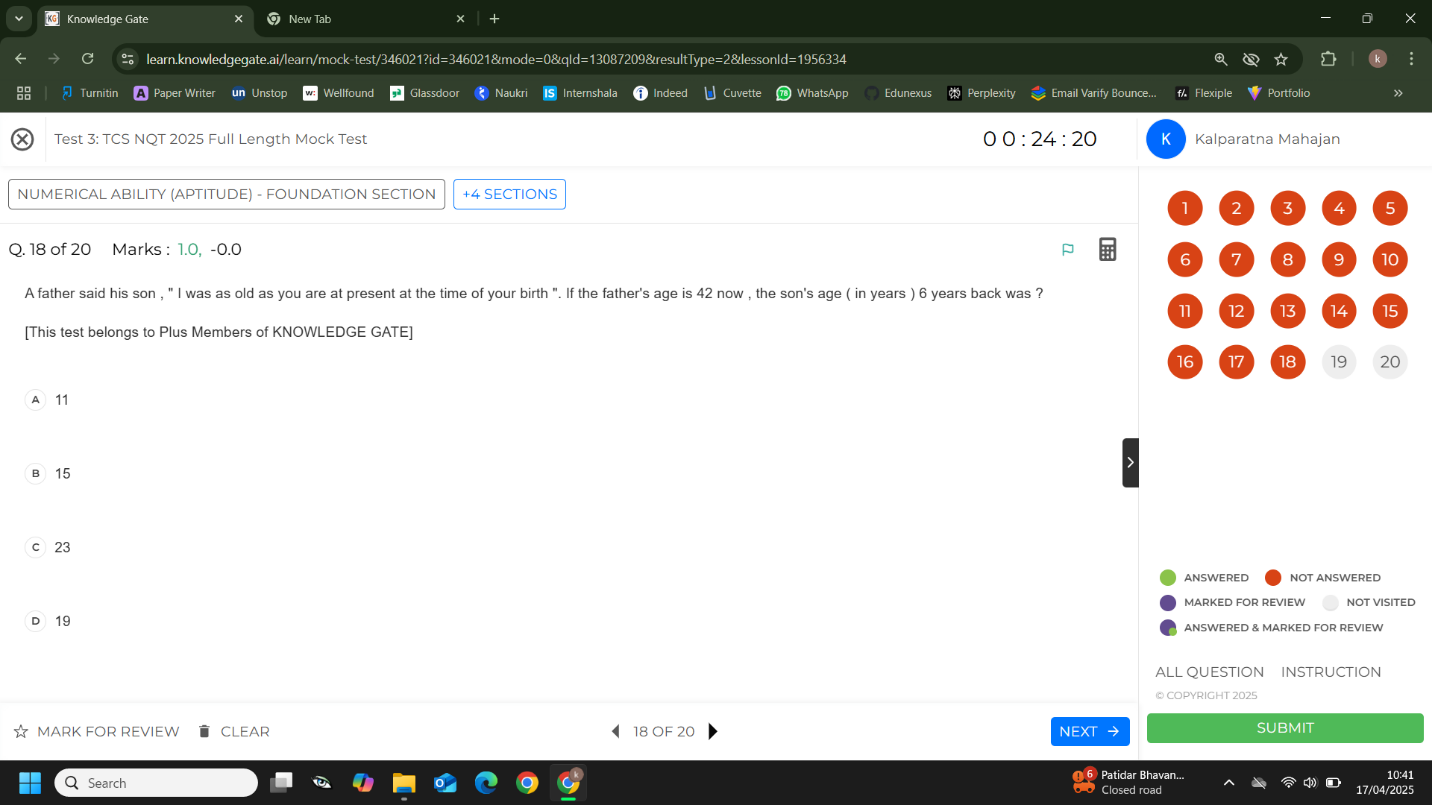 Knowledge Gate
New Tab
learn.knowledgegate.ai/learn/mock-test/346021?id=346021&mode=0&qId=13087209&resultType=2&lessonId=1956334
k
Turnitin
A Paper Writer
un Unstop
w: Wellfound
Glassdoor
Naukri
IS Internshala
Indeed
Cuvette
WhatsApp
Edunexus
Perplexity
Email Varify Bounce...
Flexiple
Portfolio
Test 3: TCS NQT 2025 Full Length Mock Test
0 0 : 24 : 20
K Kalparatna Mahajan
NUMERICAL ABILITY (APTITUDE) - FOUNDATION SECTION
+4 SECTIONS
Q. 18 of 20 Marks : 1.0, -0.0
A father said his son , " I was as old as you are at present at the time of your birth ". If the father's age is 42 now , the son's age ( in years ) 6 years back was ?
[This test belongs to Plus Members of KNOWLEDGE GATE]
A 11
B 15
C 23
D 19
1 2 3 4 5
6 7 8 9 10
11 12 13 14 15
16 17 18 19 20
ANSWERED NOT ANSWERED
MARKED FOR REVIEW NOT VISITED
ANSWERED & MARKED FOR REVIEW
ALL QUESTION INSTRUCTION
© COPYRIGHT 2025
SUBMIT
MARK FOR REVIEW CLEAR
18 OF 20
NEXT
Search
6 Patidar Bhavan...
Closed road
10:41
17/04/2025